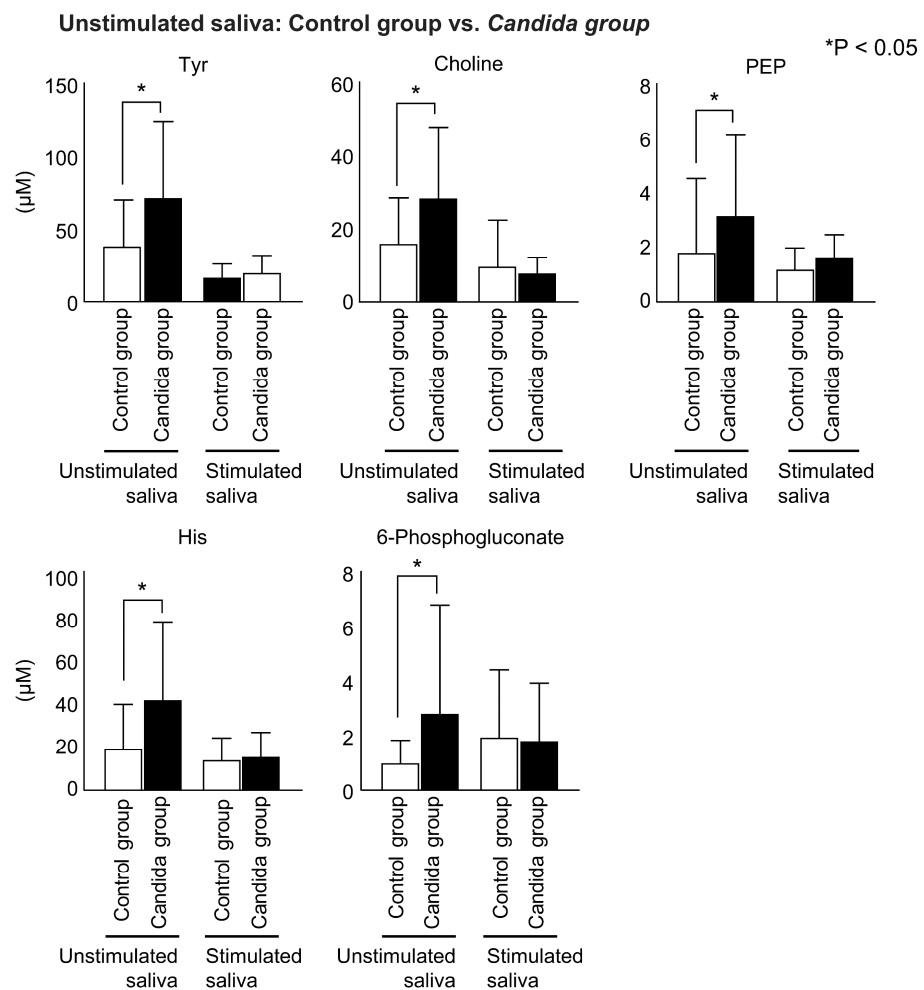 Unstimulated saliva: Control group vs. Candida group
*P < 0.05
Tyr
(µM)
150
100
50
0
*
Control group
Candida group
Control group
Candida group
Unstimulated saliva
Stimulated saliva
Choline
60
40
20
0
*
Control group
Candida group
Control group
Candida group
Unstimulated saliva
Stimulated saliva
PEP
8
6
4
2
0
*
Control group
Candida group
Control group
Candida group
Unstimulated saliva
Stimulated saliva
His
(µM)
100
80
60
40
20
0
*
Control group
Candida group
Control group
Candida group
Unstimulated saliva
Stimulated saliva
6-Phosphogluconate
8
6
4
2
0
*
Control group
Candida group
Control group
Candida group
Unstimulated saliva
Stimulated saliva